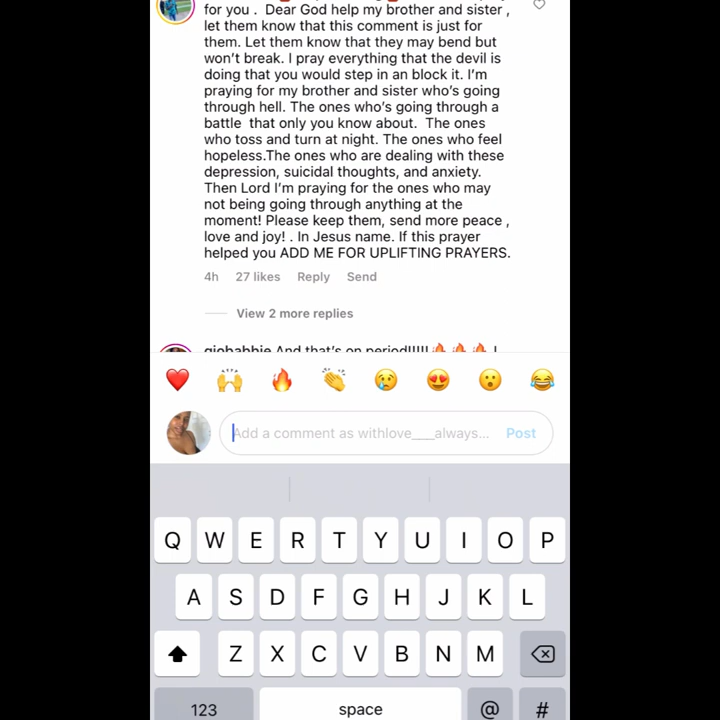 for you . Dear God help my brother and sister ,
let them know that this comment is just for
them. Let them know that they may bend but
won't break. I pray everything that the devil is
doing that you would step in an block it. I'm
praying for my brother and sister who's going
through hell. The ones who's going through a
battle that only you know about. The ones
who toss and turn at night. The ones who feel
hopeless.The ones who are dealing with these
depression, suicidal thoughts, and anxiety.
Then Lord I'm praying for the ones who may
not being going through anything at the
moment! Please keep them, send more peace ,
love and joy! . In Jesus name. If this prayer
helped you ADD ME FOR UPLIFTING PRAYERS.
4h 27 likes Reply Send
View 2 more replies
giobabbie And that's on period!!!!! 🔥🔥🔥 I
❤️ 🙌 🔥 👏 😢 😍 😮 😂
Add a comment as withlove___always... Post
Q W E R T Y U I O P
A S D F G H J K L
Z X C V B N M
123 space @ #